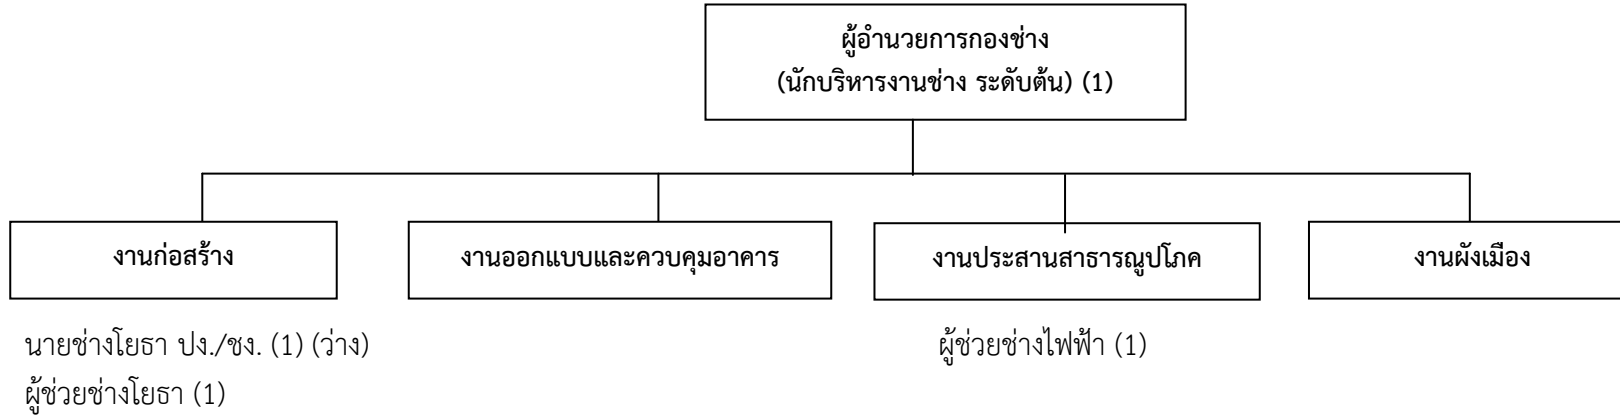 ผู้อำนวยการกองช่าง
(นักบริหารงานช่าง ระดับต้น) (1)
งานก่อสร้าง
งานออกแบบและควบคุมอาคาร
งานประสานสาธารณูปโภค
งานผังเมือง
นายช่างโยธา ปง./ชง. (1) (ว่าง)
ผู้ช่วยช่างไฟฟ้า (1)
ผู้ช่วยช่างโยธา (1)